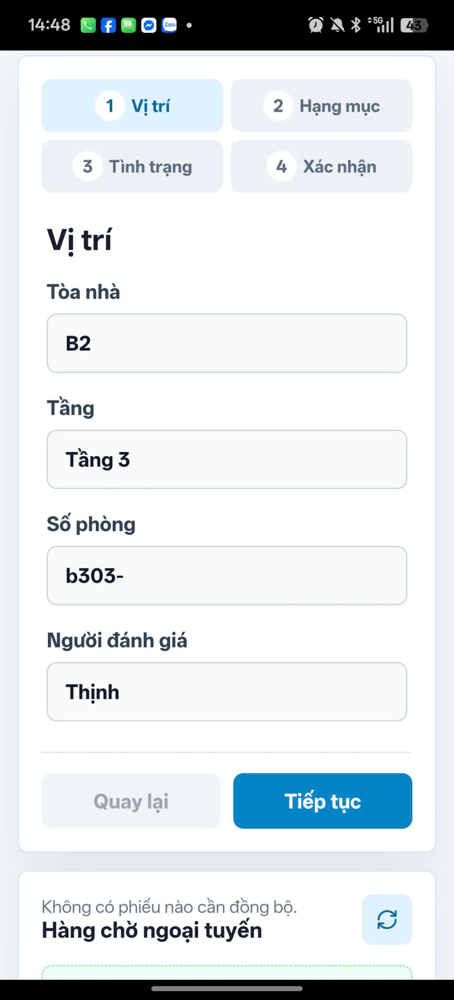 14:48
Zalo
5G
43
1 Vị trí
2 Hạng mục
3 Tình trạng
4 Xác nhận
Vị trí
Tòa nhà
B2
Tầng
Tầng 3
Số phòng
b303-
Người đánh giá
Thịnh
Quay lại
Tiếp tục
Không có phiếu nào cần đồng bộ.
Hàng chờ ngoại tuyến